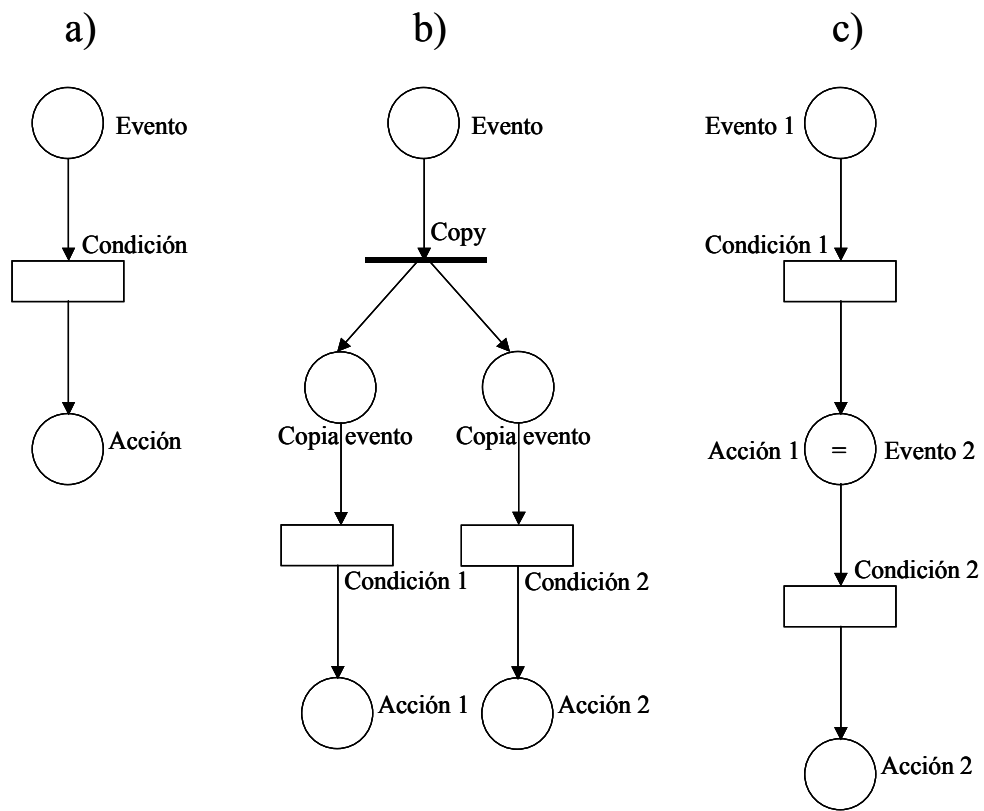 a)
b)
c)
Evento
Evento
Evento 1
Copy
Condición
Condición 1
Copia evento
Copia evento
Acción
Acción 1
=
Evento 2
Condición 1
Condición 2
Condición 2
Acción 1
Acción 2
Acción 2